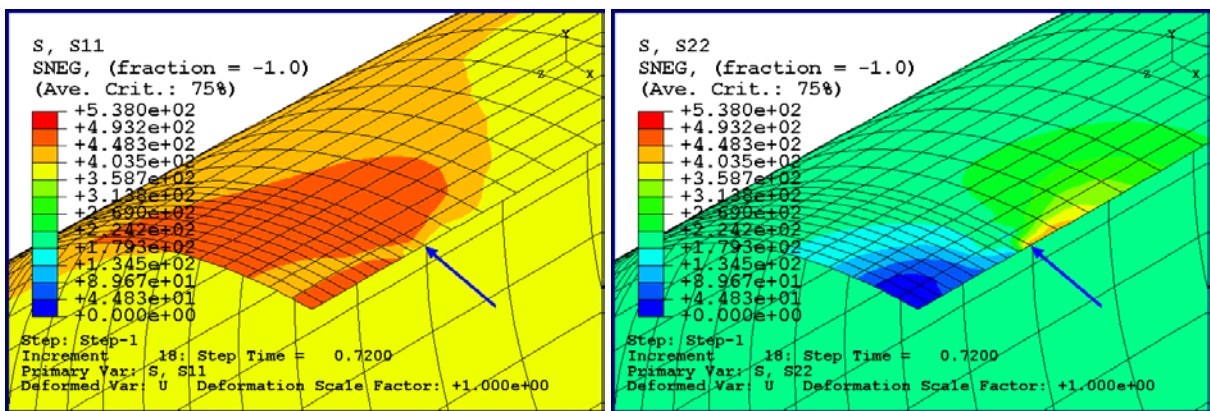 S, S11
SNEG, (fraction = -1.0)
(Ave. Crit.: 75%)
+5.380e+02
+4.932e+02
+4.483e+02
+4.035e+02
+3.587e+02
+3.138e+02
+2.690e+02
+2.242e+02
+1.793e+02
+1.345e+02
+8.967e+01
+4.483e+01
+0.000e+00
Step: Step-1
Increment 18: Step Time = 0.7200
Primary Var: S, S11
Deformed Var: U Deformation Scale Factor: +1.000e+00
Y
Z X
S, S22
SNEG, (fraction = -1.0)
(Ave. Crit.: 75%)
+5.380e+02
+4.932e+02
+4.483e+02
+4.035e+02
+3.587e+02
+3.138e+02
+2.690e+02
+2.242e+02
+1.793e+02
+1.345e+02
+8.967e+01
+4.483e+01
+0.000e+00
Step: Step-1
Increment 18: Step Time = 0.7200
Primary Var: S, S22
Deformed Var: U Deformation Scale Factor: +1.000e+00
Y
Z X